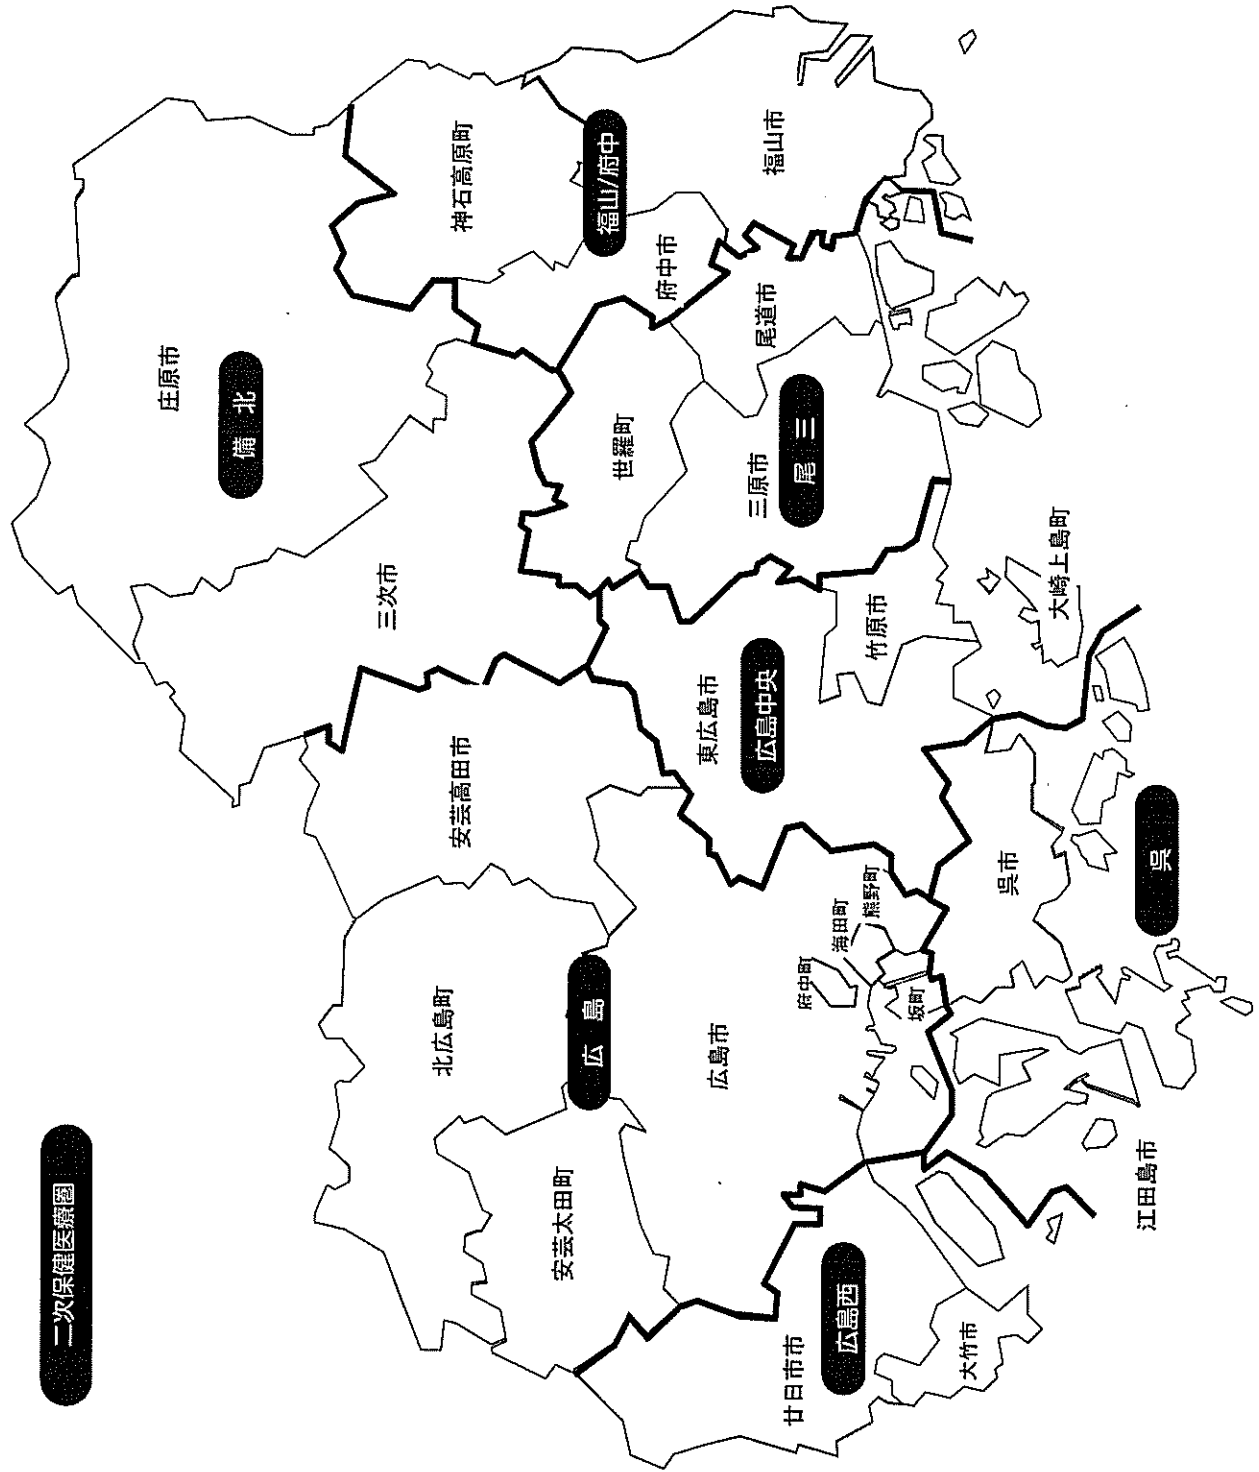 二次保健医療圏
庄原市
備 北
三次市
神石高原町
福山/府中
福山市
府中市
世羅町
尾道市
三原市
尾 三
安芸高田市
北広島町
広 島
安芸太田町
広島市
東広島市
広島中央
竹原市
大崎上島町
府中町
海田町
熊野町
坂町
呉市
呉
江田島市
廿日市市
広島西
大竹市